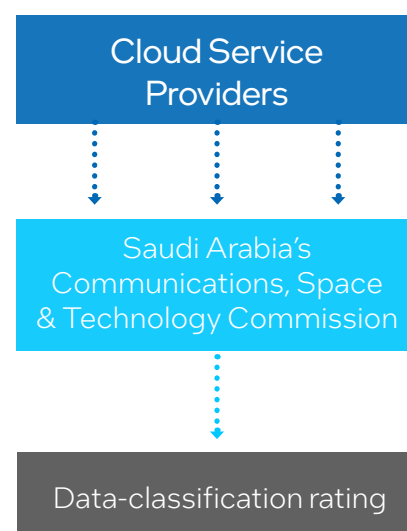 Cloud Service
Providers
Saudi Arabia’s
Communications, Space
& Technology Commission
Data-classification rating